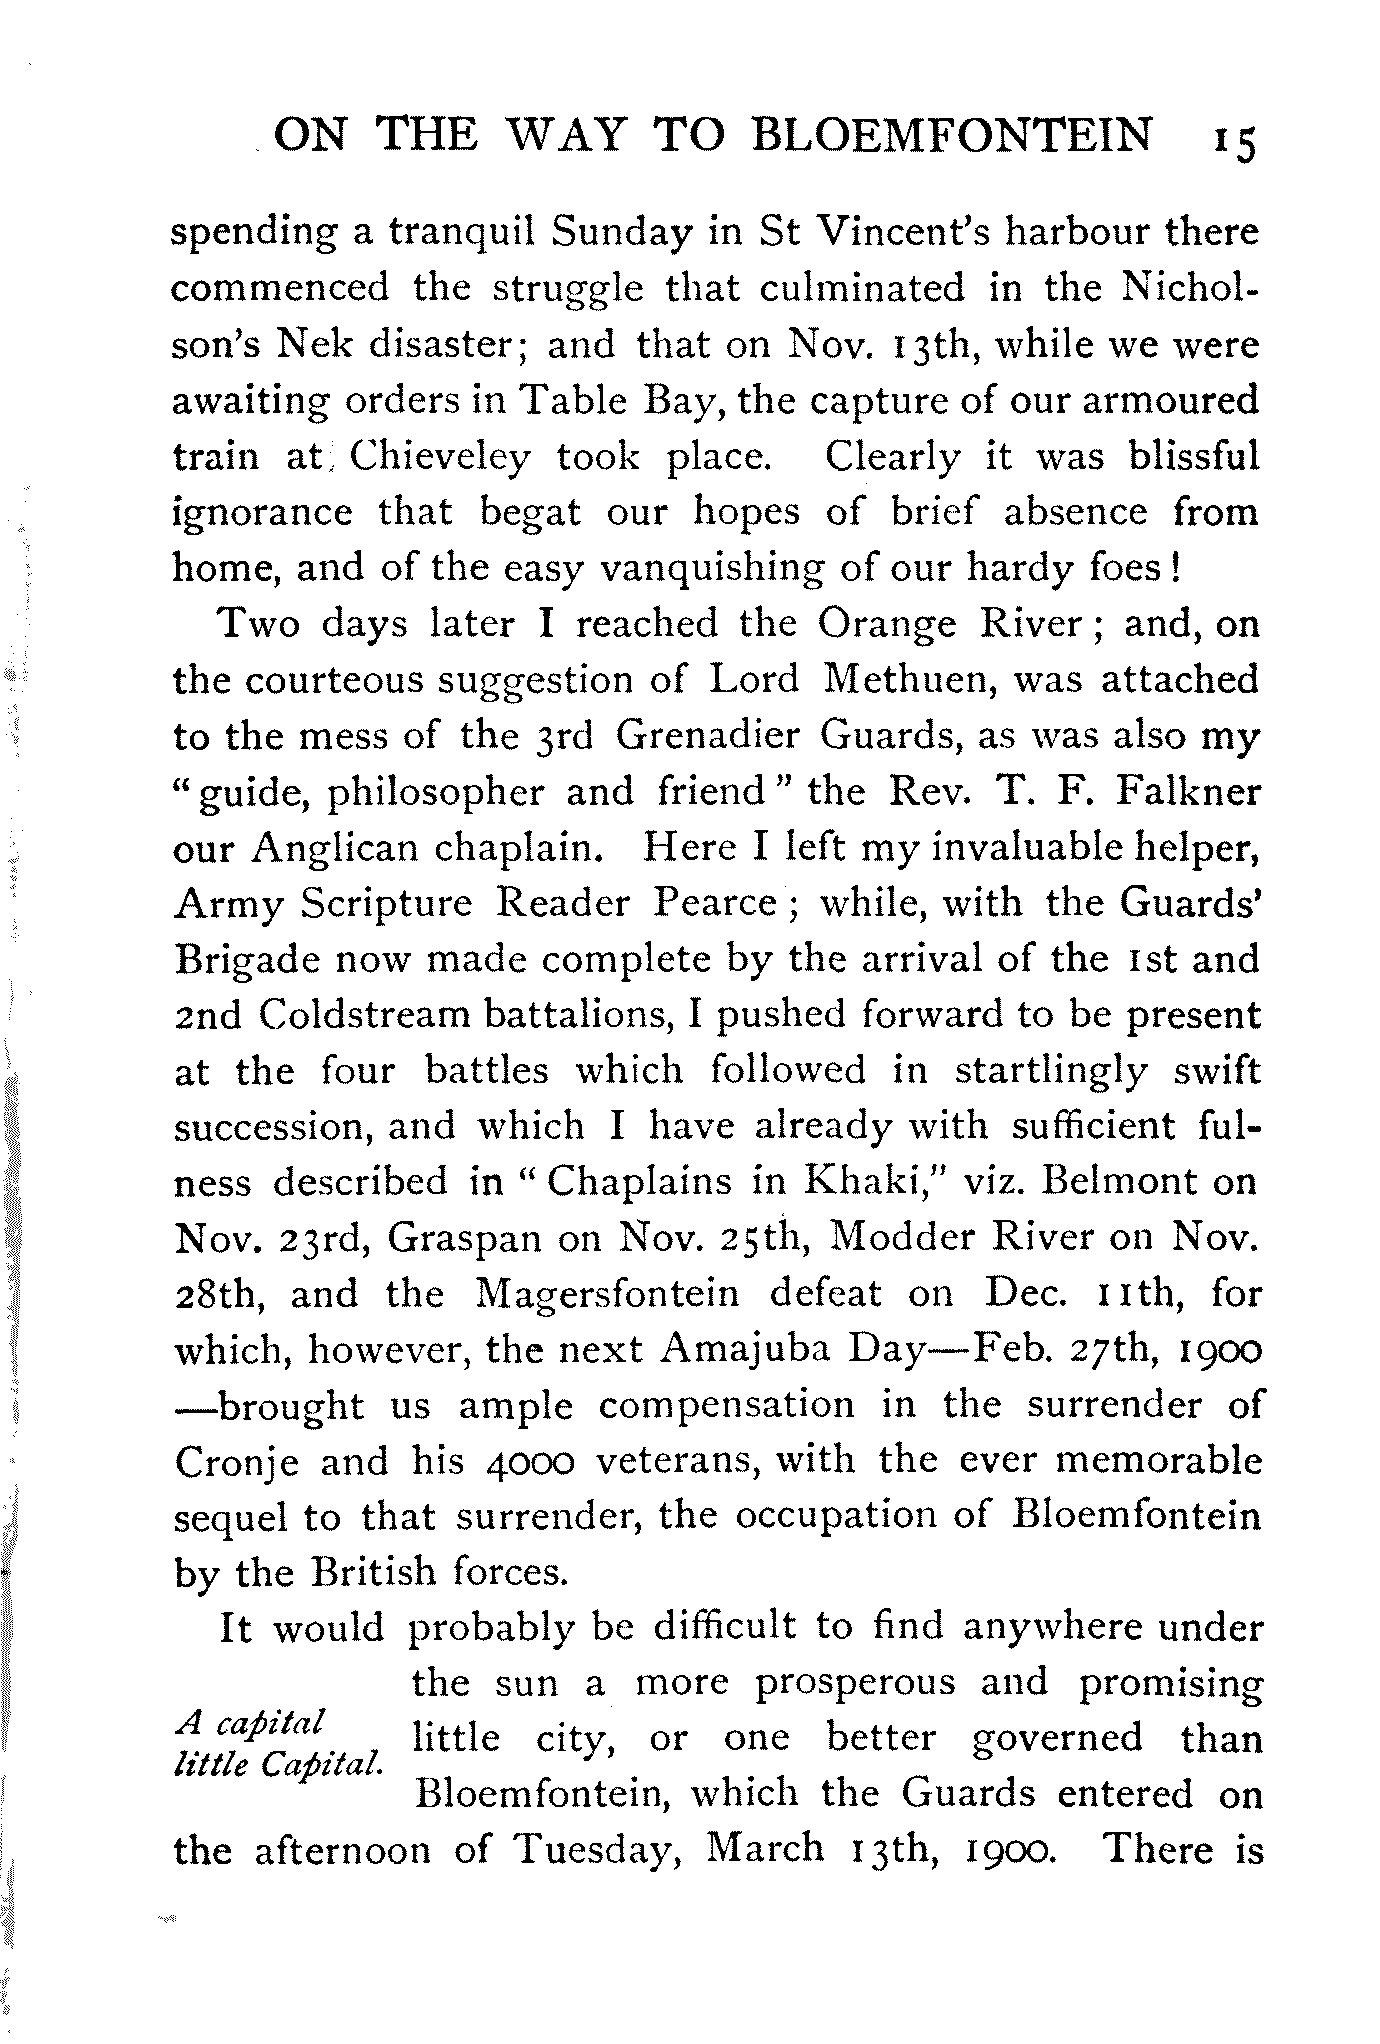 ON THE WAY TO BLOEMFONTEIN 15
spending a tranquil Sunday in St Vincent's harbour there
commenced the struggle that culminated in the Nichol-
son's Nek disaster; and that on Nov. 13th, while we were
awaiting orders in Table Bay, the capture of our armoured
train at Chieveley took place. Clearly it was blissful
ignorance that begat our hopes of brief absence from
home, and of the easy vanquishing of our hardy foes!
Two days later I reached the Orange River; and, on
the courteous suggestion of Lord Methuen, was attached
to the mess of the 3rd Grenadier Guards, as was also my
"guide, philosopher and friend" the Rev. T. F. Falkner
our Anglican chaplain. Here I left my invaluable helper,
Army Scripture Reader Pearce; while, with the Guards'
Brigade now made complete by the arrival of the 1st and
2nd Coldstream battalions, I pushed forward to be present
at the four battles which followed in startlingly swift
succession, and which I have already with sufficient ful-
ness described in "Chaplains in Khaki," viz. Belmont on
Nov. 23rd, Graspan on Nov. 25th, Modder River on Nov.
28th, and the Magersfontein defeat on Dec. 11th, for
which, however, the next Amajuba Day—Feb. 27th, 1900
—brought us ample compensation in the surrender of
Cronje and his 4000 veterans, with the ever memorable
sequel to that surrender, the occupation of Bloemfontein
by the British forces.
It would probably be difficult to find anywhere under
the sun a more prosperous and promising
A capital
little Capital.
little city, or one better governed than
Bloemfontein, which the Guards entered on
the afternoon of Tuesday, March 13th, 1900. There is